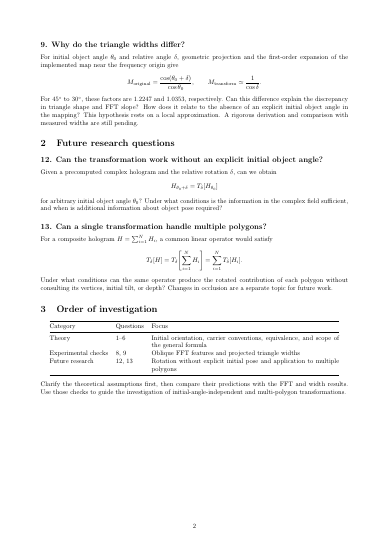 9. Why do the triangle widths differ?
For initial object angle θ₀ and relative angle δ, geometric projection and the first-order expansion of the
implemented map near the frequency origin give
M_original = cos(θ₀ + δ) / cos θ₀, M_transform = 1 / cos δ.
For 45° to 30°, these factors are 1.2247 and 1.0353, respectively. Can this difference explain the discrepancy
in triangle shape and FFT slope? How does it relate to the absence of an explicit initial object angle in
the mapping? This hypothesis rests on a local approximation. A rigorous derivation and comparison with
measured widths are still pending.
2 Future research questions
12. Can the transformation work without an explicit initial object angle?
Given a precomputed complex hologram and the relative rotation δ, can we obtain
H_{θ₀+δ} = T_δ[H_{θ₀}]
for arbitrary initial object angle θ₀? Under what conditions is the information in the complex field sufficient,
and when is additional information about object pose required?
13. Can a single transformation handle multiple polygons?
For a composite hologram H = ∑_{i=1}^{N} H_i, a common linear operator would satisfy
T_δ[H] = T_δ[∑_{i=1}^{N} H_i] = ∑_{i=1}^{N} T_δ[H_i].
Under what conditions can the same operator produce the rotated contribution of each polygon without
consulting its vertices, initial tilt, or depth? Changes in occlusion are a separate topic for future work.
3 Order of investigation
Category Questions Focus
Theory 1–6 Initial orientation, carrier conventions, equivalence, and scope of
the general formula
Experimental checks 8, 9 Oblique FFT features and projected triangle widths
Future research 12, 13 Rotation without explicit initial pose and application to multiple
polygons
Clarify the theoretical assumptions first, then compare their predictions with the FFT and width results.
Use those checks to guide the investigation of initial-angle-independent and multi-polygon transformations.
2